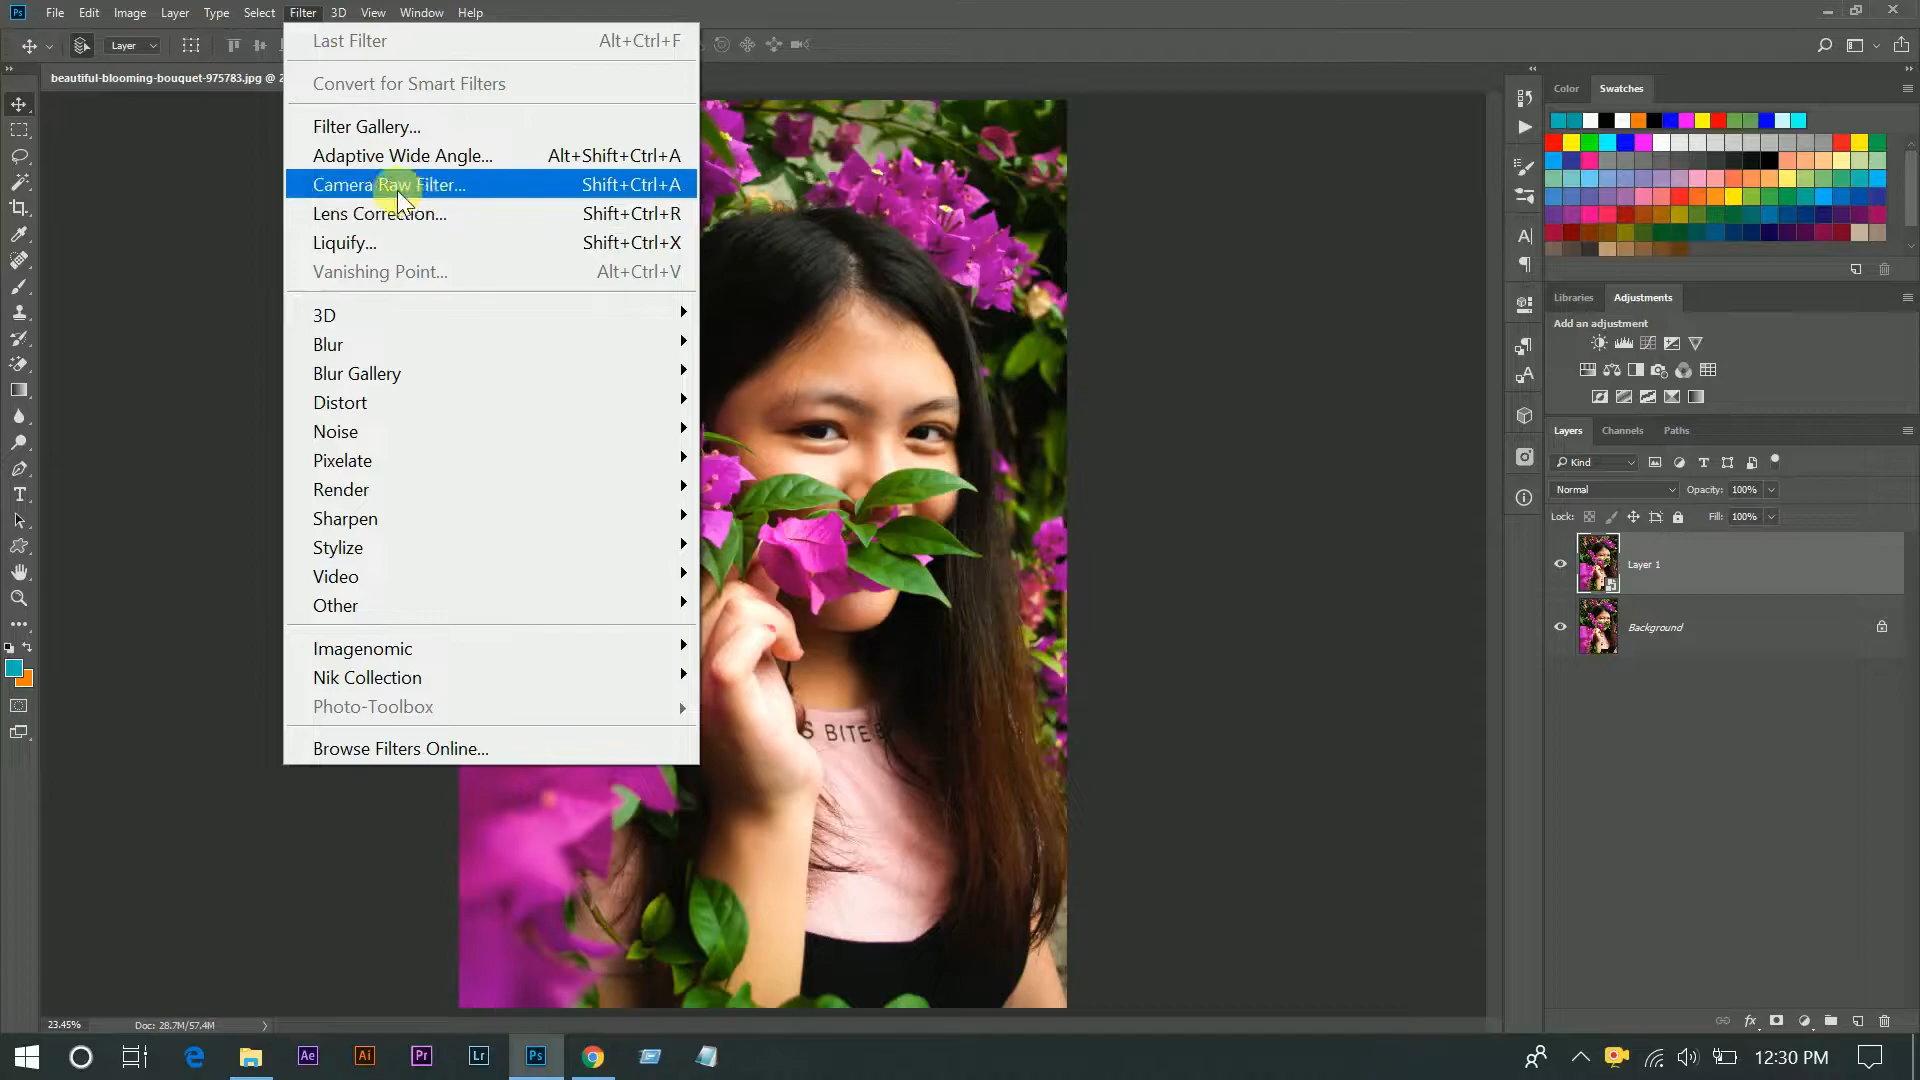 Ps File Edit Image Layer Type Select Filter 3D View Window Help
Layer
beautiful-blooming-bouquet-975783.jpg @ 2
Last Filter Alt+Ctrl+F
Convert for Smart Filters
Filter Gallery...
Adaptive Wide Angle... Alt+Shift+Ctrl+A
Camera Raw Filter... Shift+Ctrl+A
Lens Correction... Shift+Ctrl+R
Liquify... Shift+Ctrl+X
Vanishing Point... Alt+Ctrl+V
3D
Blur
Blur Gallery
Distort
Noise
Pixelate
Render
Sharpen
Stylize
Video
Other
Imagenomic
Nik Collection
Photo-Toolbox
Browse Filters Online...
S BITE B
Color Swatches
Libraries Adjustments
Add an adjustment
Layers Channels Paths
Kind
Normal Opacity: 100%
Lock: Fill: 100%
Layer 1
Background
fx
23.45% Doc: 28.7M/57.4M
Ae Ai Pr Lr Ps
12:30 PM